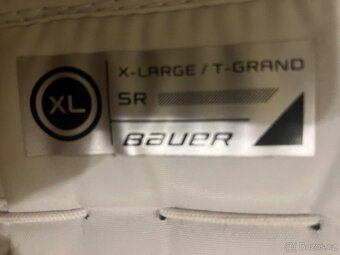 XL
X-LARGE / T-GRAND
SR
BAUER